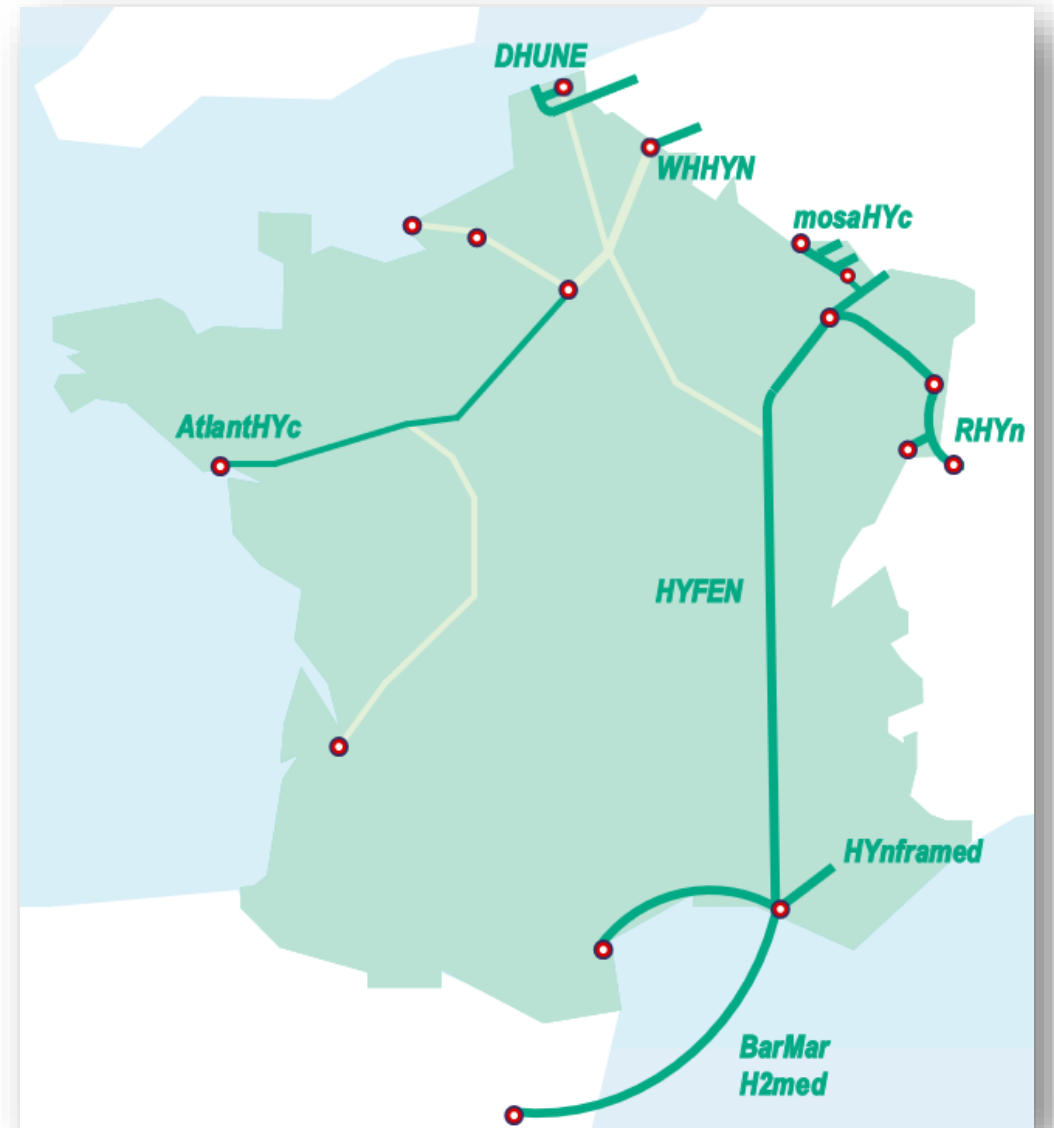 DHUNE
WHHYN
mosaHYc
AtlantHYc
RHYn
HYFEN
HYnframed
BarMar
H2med